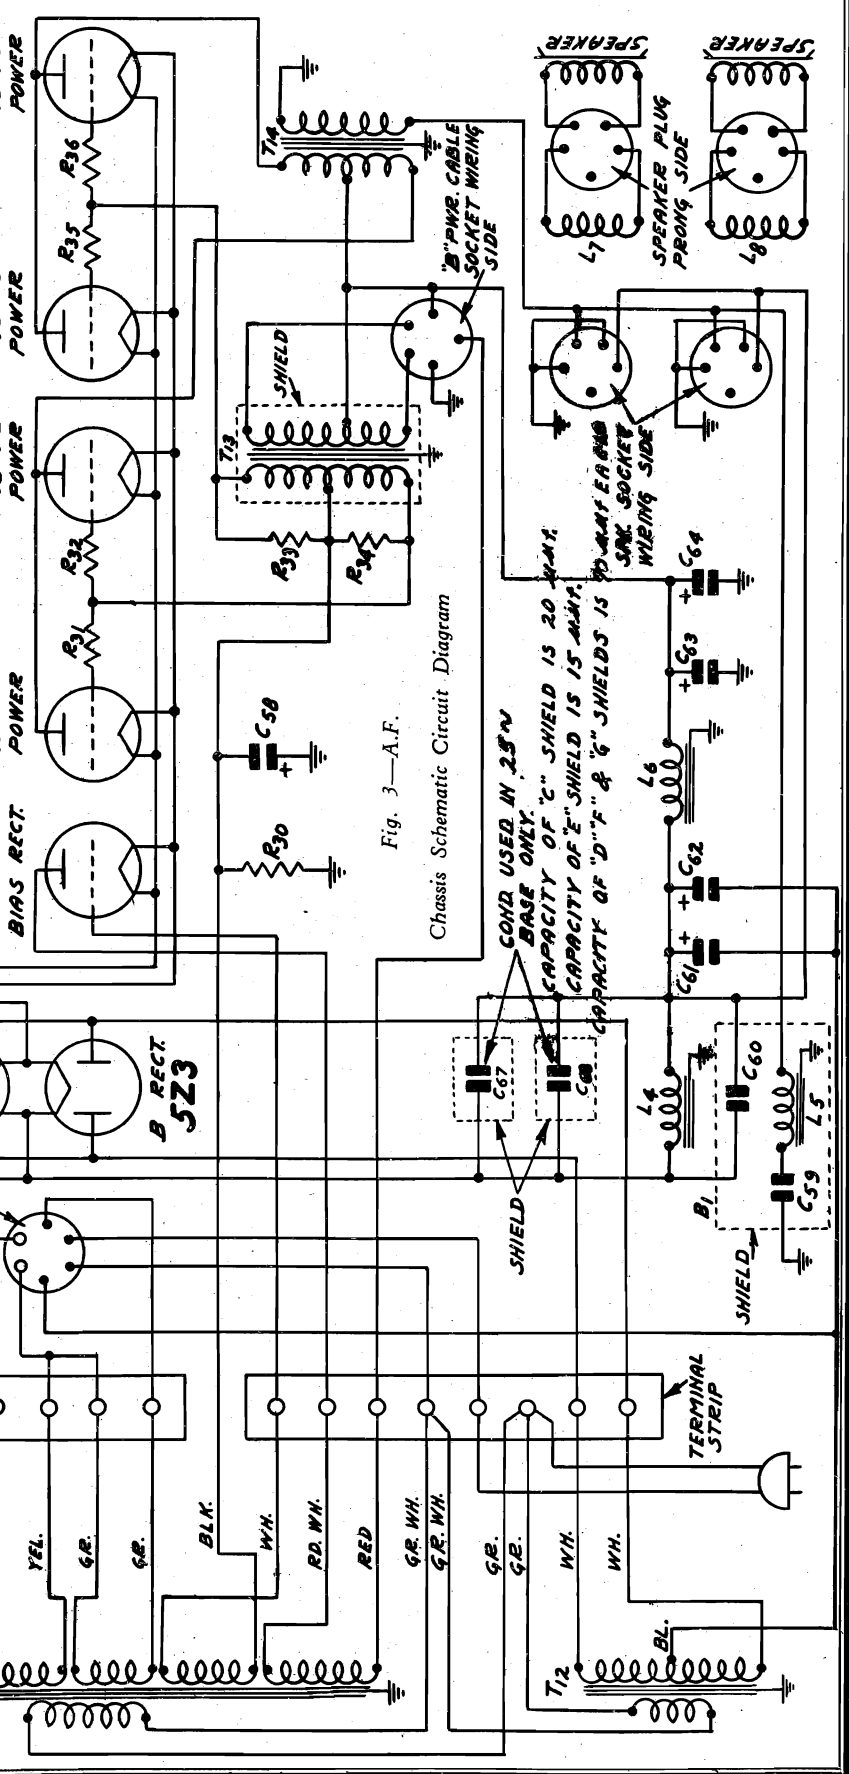 POWER
POWER
POWER
POWER
BIAS RECT.
R36
R35
R32
R31
T14
T13
SHIELD
R33
R34
C58
R30
"B" PWR. CABLE
SOCKET WIRING
SIDE
SPEAKER
SPEAKER
L7
L8
SPEAKER PLUG
PRONG SIDE
SOCKET
WIRING SIDE
Fig. 3—A.F.
Chassis Schematic Circuit Diagram
COND USED IN 25~
BASE ONLY.
CAPACITY OF "C" SHIELD IS 20 MMF.
CAPACITY OF "E" SHIELD IS 15 MMF.
CAPACITY OF "D" "F" & "G" SHIELDS IS
C64
C63
L6
C62
C61
C60
C67
L4
L5
C59
B1
SHIELD
SHIELD
B RECT.
5Z3
TERMINAL
STRIP
YEL.
GR.
GR.
BLK.
WH.
RD. WH.
RED
GR. WH.
GR. WH.
GR.
GR.
WH.
WH.
T12
BL.